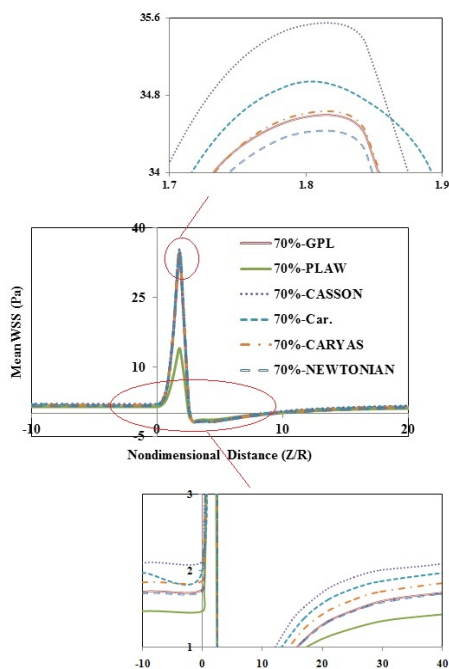 35.6
34.8
34
1.7 1.8 1.9
40
25
10
-5
-10 0 10 20
MeanWSS (Pa)
Nondimensional Distance (Z/R)
70%-GPL
70%-PLAW
70%-CASSON
70%-Car.
70%-CARYAS
70%-NEWTONIAN
3
2
1
-10 0 10 20 30 40